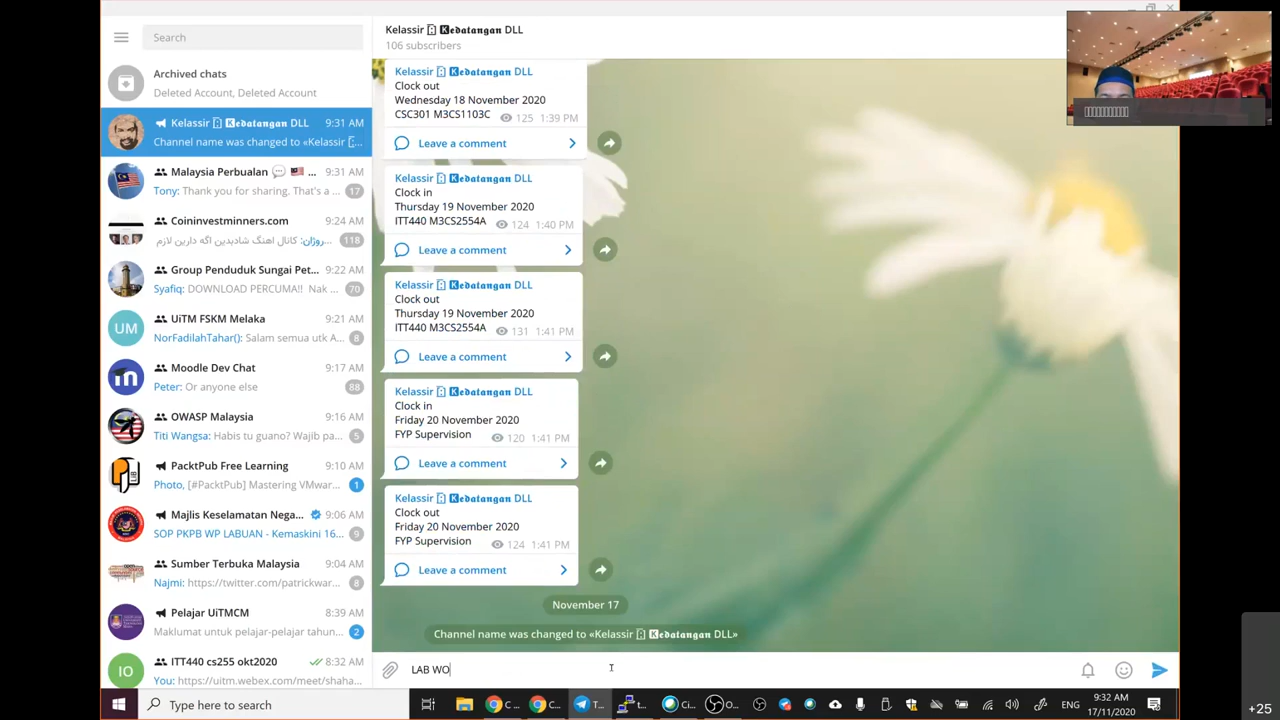 Search
Archived chats
Deleted Account, Deleted Account
Kelassir 𝕶𝖊𝖉𝖆𝖙𝖆𝖓𝖌𝖆𝖓 DLL 9:31 AM
Channel name was changed to «Kelassir
Malaysia Perbualan 💬 🇲🇾 ... 9:31 AM
Tony: Thank you for sharing. That's a ... 17
Coininvestminners.com 9:24 AM
روژان: کانال اهنگ شادبدین اگه دارین لازم... 118
Group Penduduk Sungai Pet... 9:22 AM
Syafiq: DOWNLOAD PERCUMA!! Nak ... 70
UM
UiTM FSKM Melaka 9:21 AM
NorFadilahTahar(): Salam semua utk A... 8
Moodle Dev Chat 9:17 AM
Peter: Or anyone else 88
OWASP Malaysia 9:16 AM
Titi Wangsa: Habis tu guano? Wajib pa... 5
PacktPub Free Learning 9:10 AM
Photo, [#PacktPub] Mastering VMwar... 1
Majlis Keselamatan Nega... 9:06 AM
SOP PKPB WP LABUAN - Kemaskini 16... 9
Sumber Terbuka Malaysia 9:04 AM
Najmi: https://twitter.com/patrickwar... 8
Pelajar UiTMCM 8:39 AM
Maklumat untuk pelajar-pelajar tahun... 2
IO
ITT440 cs255 okt2020 8:32 AM
You: https://uitm.webex.com/meet/shaha...
Kelassir 𝕶𝖊𝖉𝖆𝖙𝖆𝖓𝖌𝖆𝖓 DLL
106 subscribers
Kelassir 𝕶𝖊𝖉𝖆𝖙𝖆𝖓𝖌𝖆𝖓 DLL
Clock out
Wednesday 18 November 2020
CSC301 M3CS1103C 125 1:39 PM
Leave a comment
Kelassir 𝕶𝖊𝖉𝖆𝖙𝖆𝖓𝖌𝖆𝖓 DLL
Clock in
Thursday 19 November 2020
ITT440 M3CS2554A 124 1:40 PM
Leave a comment
Kelassir 𝕶𝖊𝖉𝖆𝖙𝖆𝖓𝖌𝖆𝖓 DLL
Clock out
Thursday 19 November 2020
ITT440 M3CS2554A 131 1:41 PM
Leave a comment
Kelassir 𝕶𝖊𝖉𝖆𝖙𝖆𝖓𝖌𝖆𝖓 DLL
Clock in
Friday 20 November 2020
FYP Supervision 120 1:41 PM
Leave a comment
Kelassir 𝕶𝖊𝖉𝖆𝖙𝖆𝖓𝖌𝖆𝖓 DLL
Clock out
Friday 20 November 2020
FYP Supervision 124 1:41 PM
Leave a comment
November 17
Channel name was changed to «Kelassir 𝕶𝖊𝖉𝖆𝖙𝖆𝖓𝖌𝖆𝖓 DLL»
LAB WO
Type here to search
C ...
C...
T...
t...
Ci...
O...
ENG
9:32 AM
17/11/2020
+25